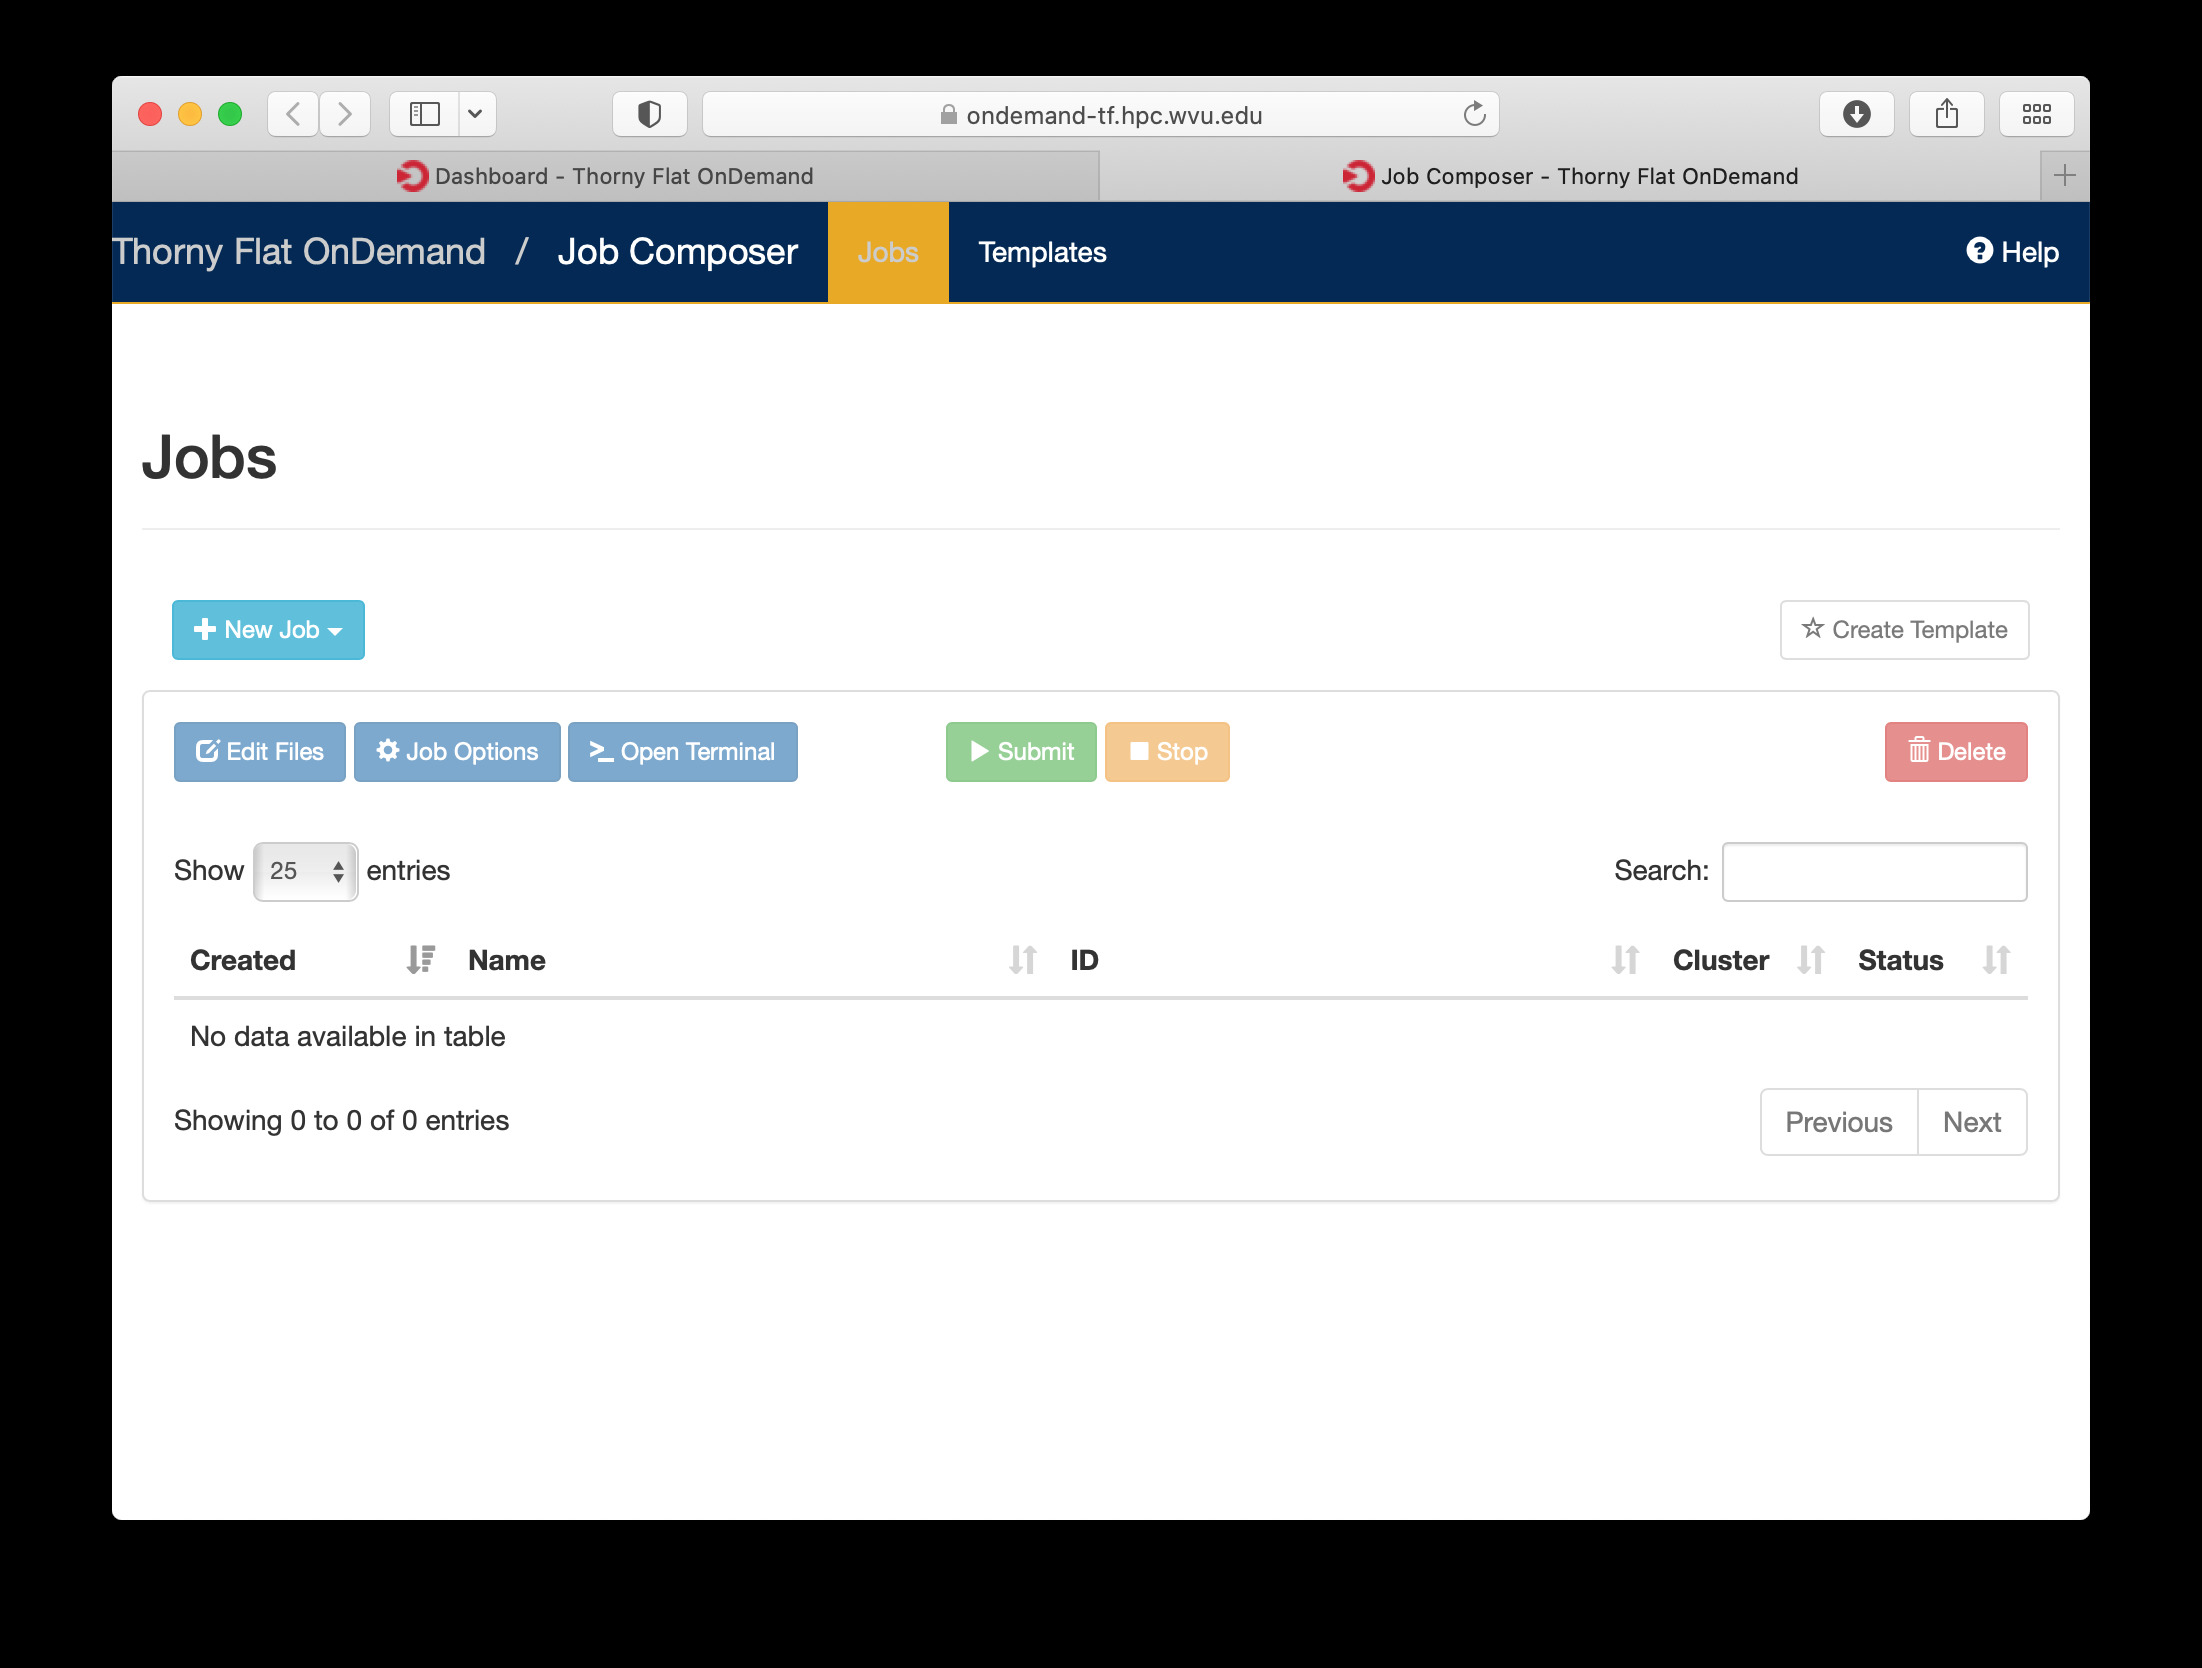 ondemand-tf.hpc.wvu.edu
Dashboard - Thorny Flat OnDemand
Job Composer - Thorny Flat OnDemand
Thorny Flat OnDemand / Job Composer Jobs Templates Help
Jobs
New Job Create Template
Edit Files Job Options Open Terminal Submit Stop Delete
Show 25 entries Search:
Created Name ID Cluster Status
No data available in table
Showing 0 to 0 of 0 entries Previous Next